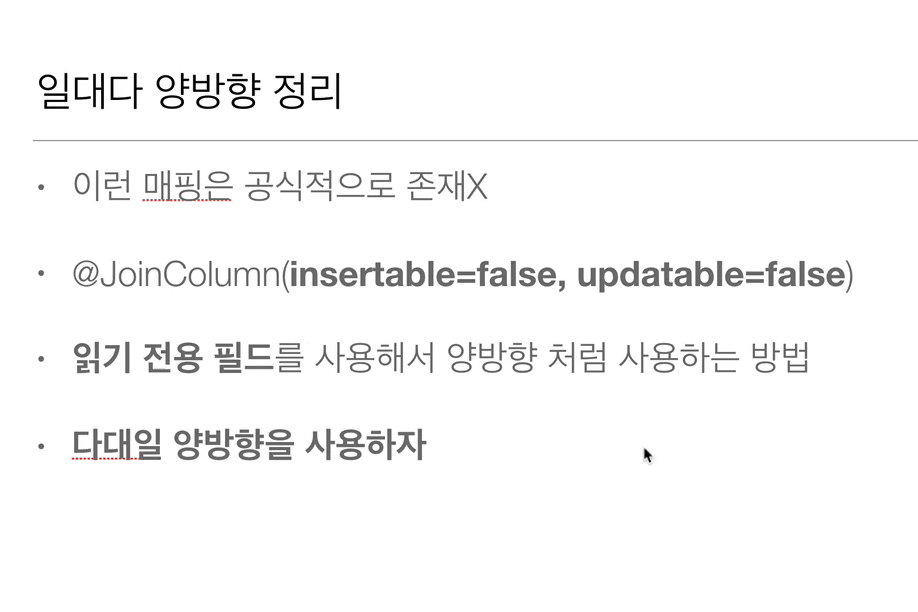 일대다 양방향 정리
• 이런 매핑은 공식적으로 존재X
• @JoinColumn(insertable=false, updatable=false)
• 읽기 전용 필드를 사용해서 양방향 처럼 사용하는 방법
• 다대일 양방향을 사용하자